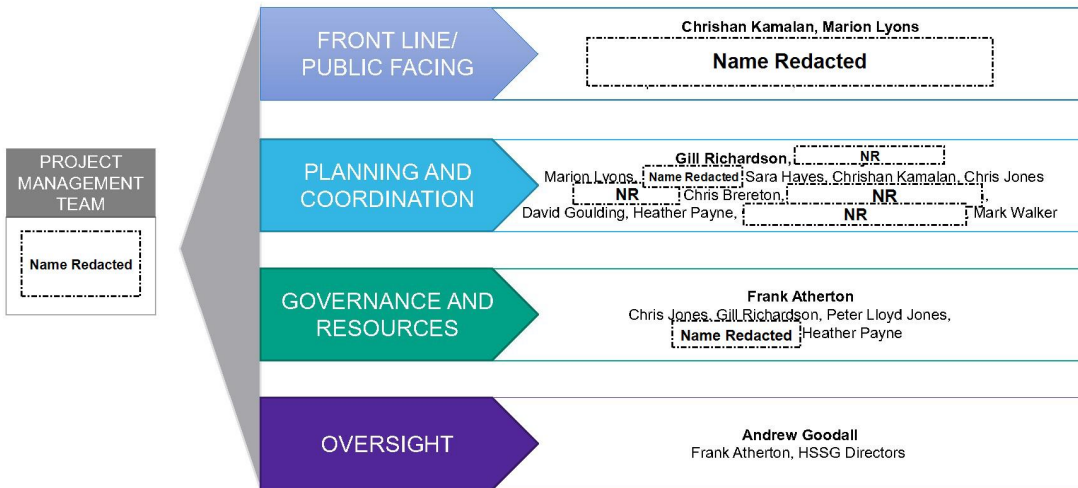 PROJECT
MANAGEMENT
TEAM
Name Redacted
FRONT LINE/
PUBLIC FACING
Chrishan Kamalan, Marion Lyons
Name Redacted
PLANNING AND
COORDINATION
Gill Richardson, NR
Marion Lyons, Name Redacted Sara Hayes, Chrishan Kamalan, Chris Jones
NR Chris Brereton, NR ,
David Goulding, Heather Payne, NR Mark Walker
GOVERNANCE AND
RESOURCES
Frank Atherton
Chris Jones, Gill Richardson, Peter Lloyd Jones,
Name Redacted Heather Payne
OVERSIGHT
Andrew Goodall
Frank Atherton, HSSG Directors